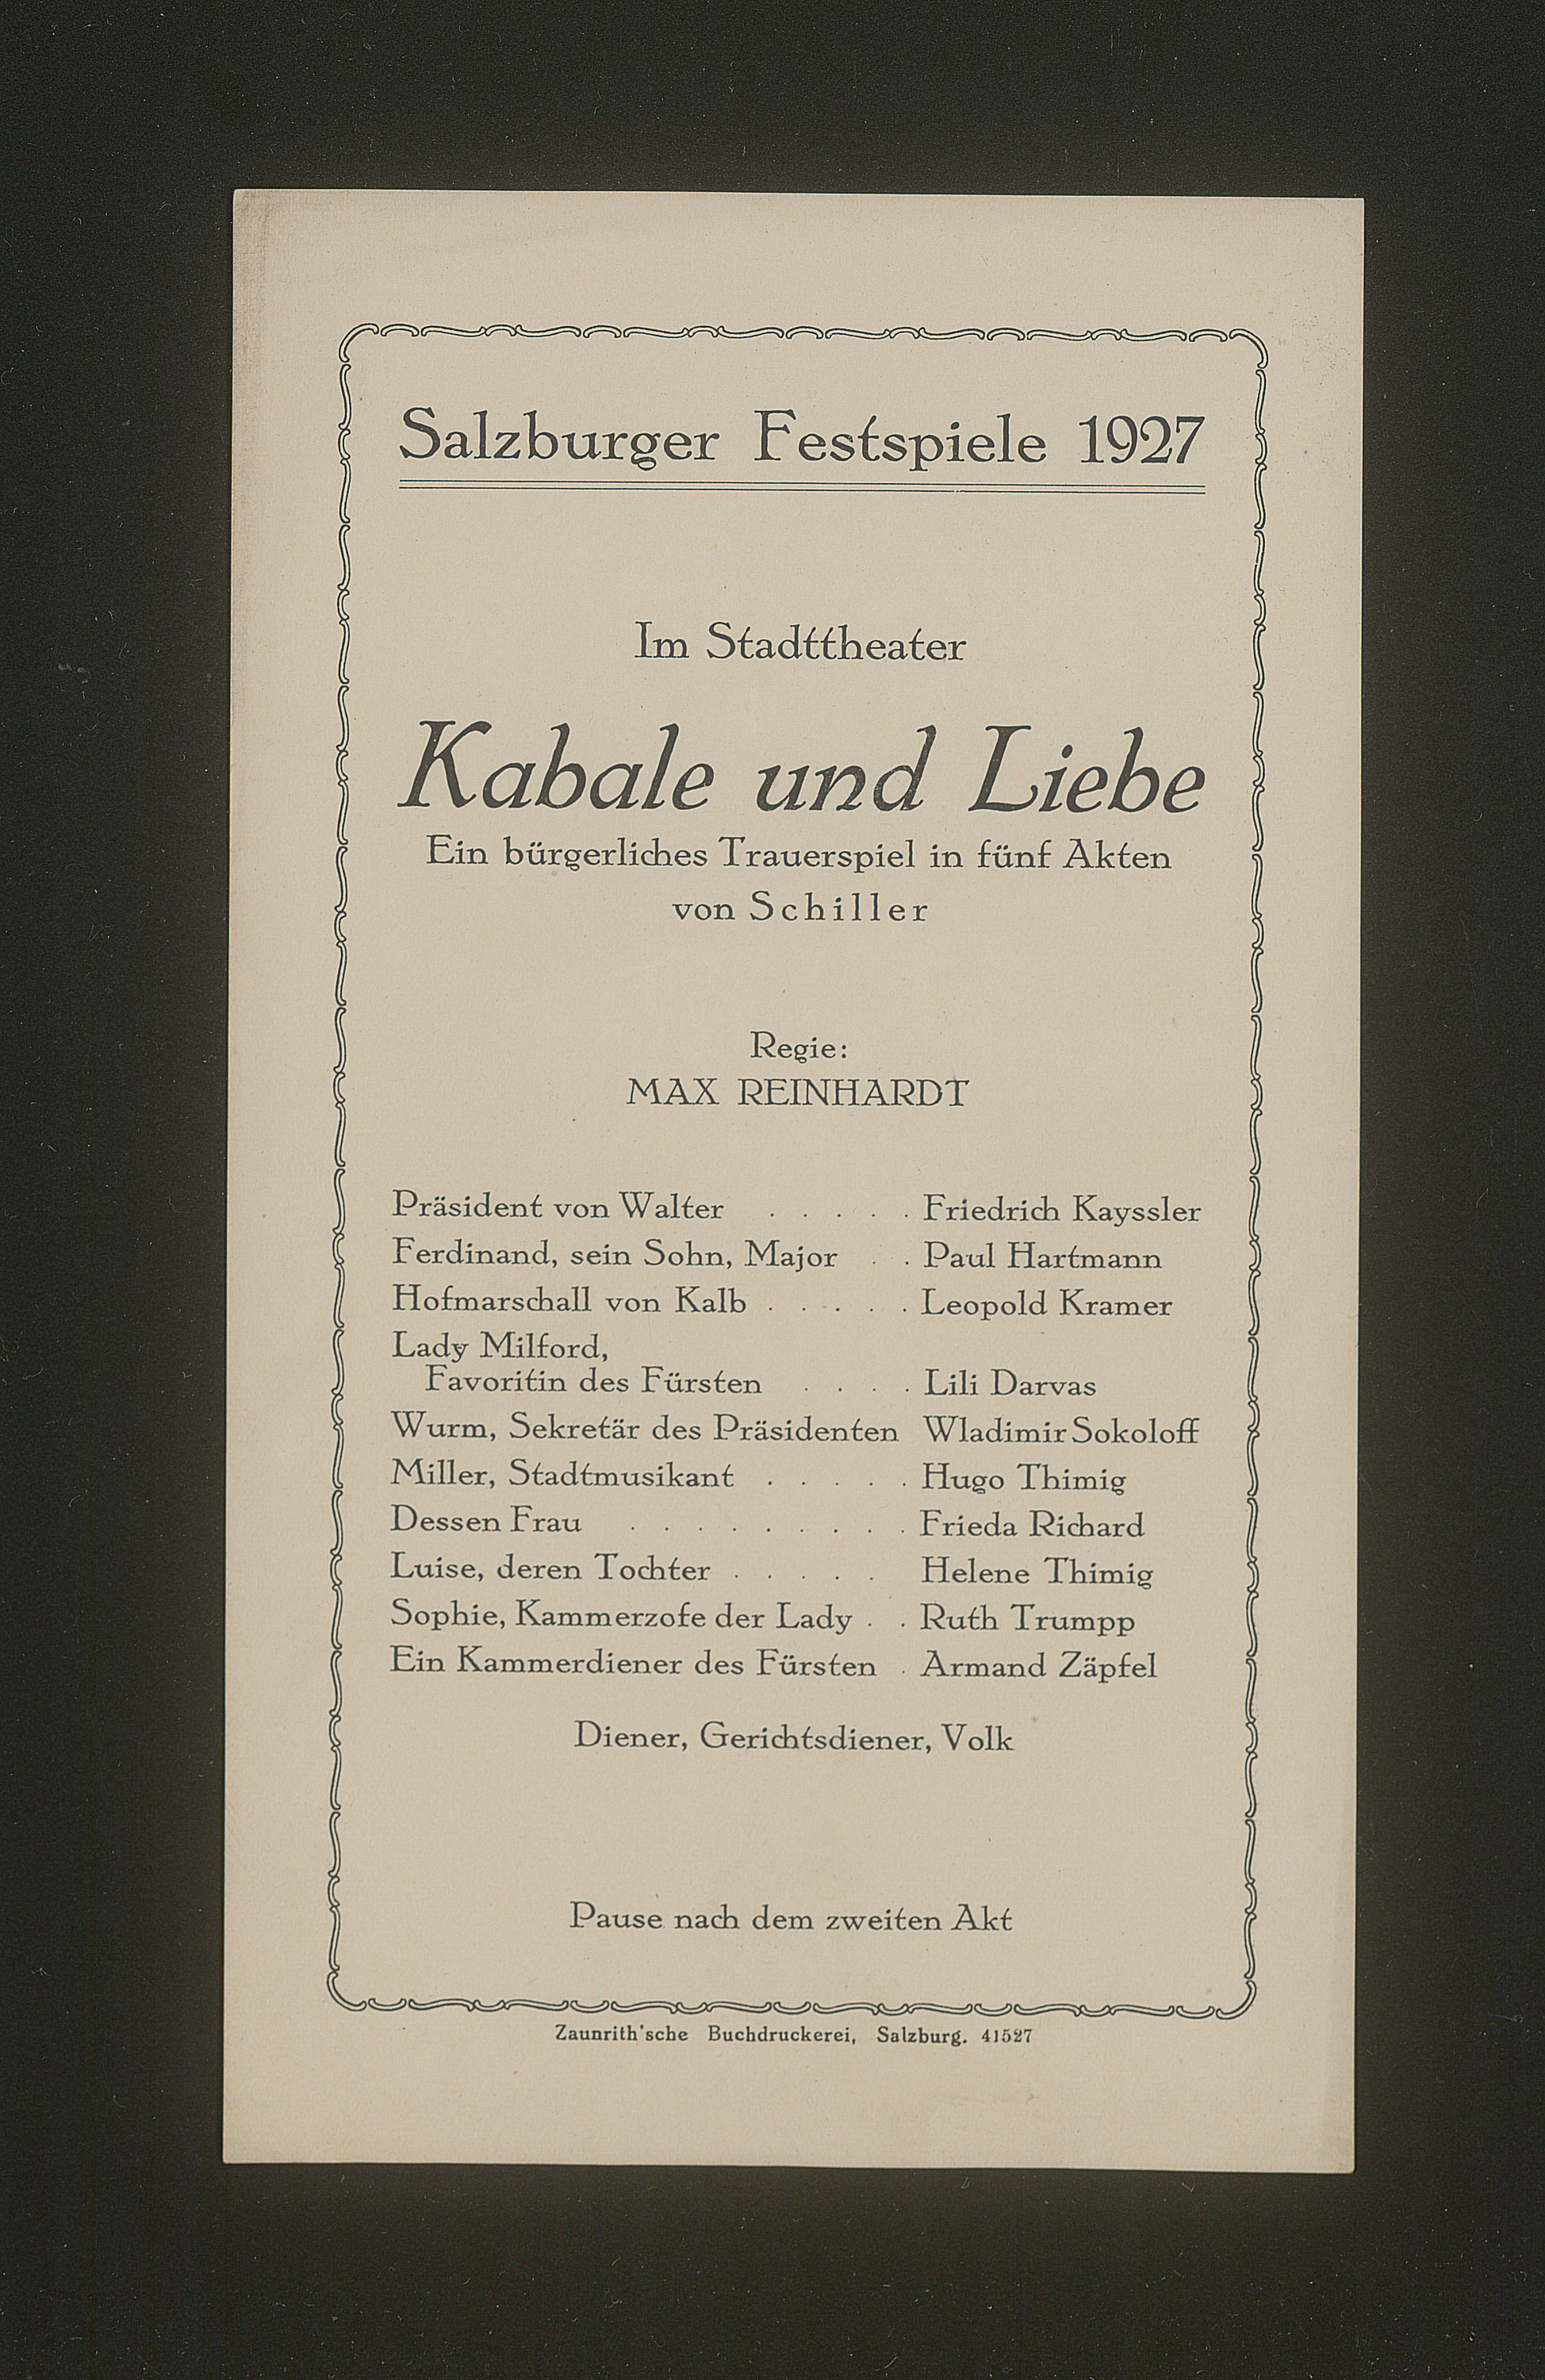 Salzburger Festspiele 1927
Im Stadttheater
Kabale und Liebe
Ein bürgerliches Trauerspiel in fünf Akten
von Schiller
Regie:
MAX REINHARDT
Präsident von Walter . . . . . Friedrich Kayssler
Ferdinand, sein Sohn, Major . . Paul Hartmann
Hofmarschall von Kalb . . . . . Leopold Kramer
Lady Milford,
Favoritin des Fürsten . . . . Lili Darvas
Wurm, Sekretär des Präsidenten Wladimir Sokoloff
Miller, Stadtmusikant . . . . . Hugo Thimig
Dessen Frau . . . . . . . . . Frieda Richard
Luise, deren Tochter . . . . . Helene Thimig
Sophie, Kammerzofe der Lady . . Ruth Trumpp
Ein Kammerdiener des Fürsten . Armand Zäpfel
Diener, Gerichtsdiener, Volk
Pause nach dem zweiten Akt
Zaunrith'sche Buchdruckerei, Salzburg. 41527